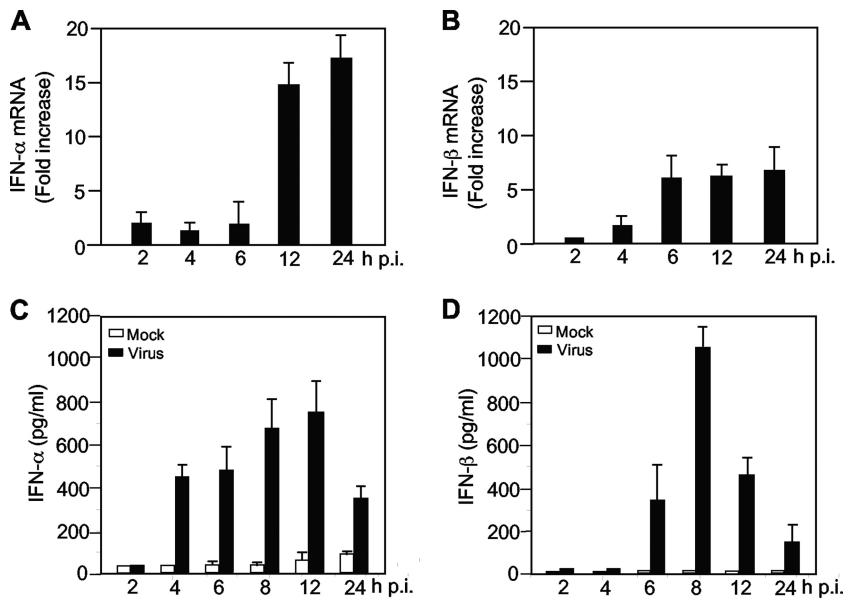 A
IFN-α mRNA
(Fold increase)
20
15
10
5
0
2 4 6 12 24 h p.i.
B
IFN-β mRNA
(Fold increase)
20
15
10
5
0
2 4 6 12 24 h p.i.
C
IFN-α (pg/ml)
1200
1000
800
600
400
200
0
Mock
Virus
2 4 6 8 12 24 h p.i.
D
IFN-β (pg/ml)
1200
1000
800
600
400
200
0
Mock
Virus
2 4 6 8 12 24 h p.i.